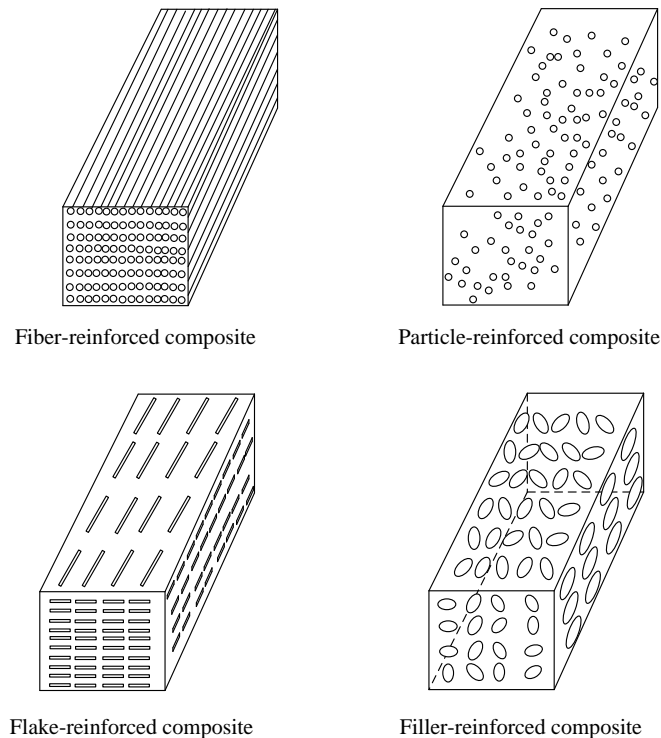 Fiber-reinforced composite
Particle-reinforced composite
Flake-reinforced composite
Filler-reinforced composite